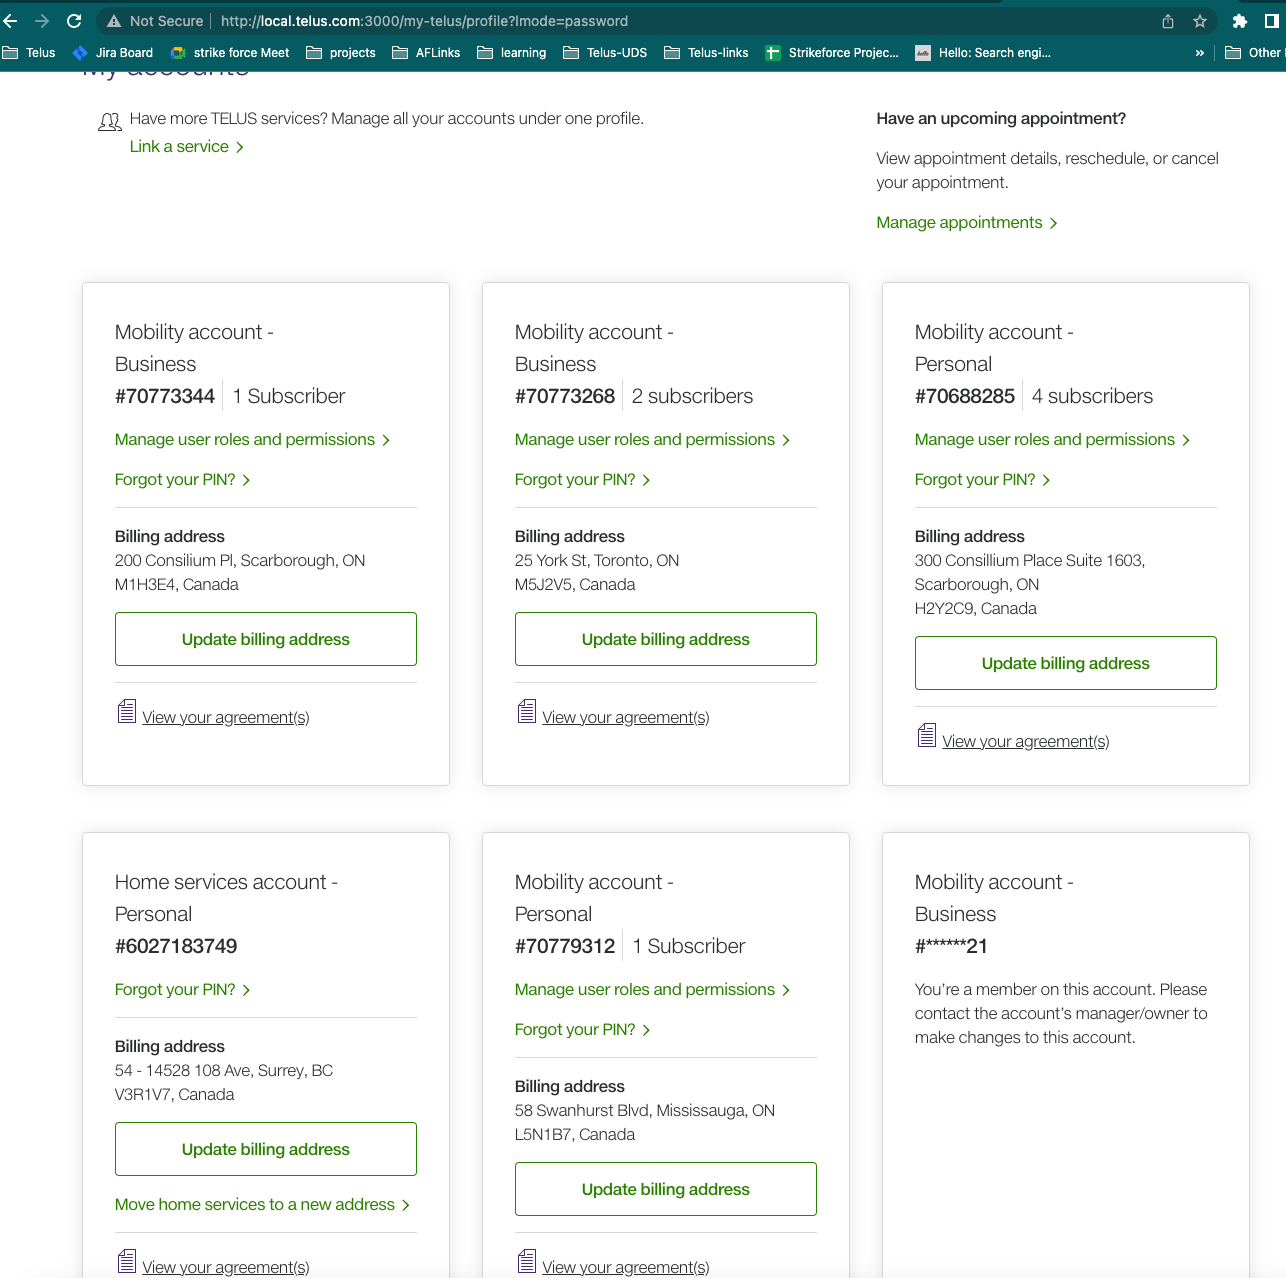 Not Secure | http://local.telus.com:3000/my-telus/profile?lmode=password
Telus Jira Board strike force Meet projects AFLinks learning Telus-UDS Telus-links Strikeforce Projec... Hello: Search engi... » Other
My accounts
Have more TELUS services? Manage all your accounts under one profile.
Link a service
Have an upcoming appointment?
View appointment details, reschedule, or cancel
your appointment.
Manage appointments
Mobility account -
Business
#70773344 1 Subscriber
Manage user roles and permissions
Forgot your PIN?
Billing address
200 Consilium Pl, Scarborough, ON
M1H3E4, Canada
Update billing address
View your agreement(s)
Mobility account -
Business
#70773268 2 subscribers
Manage user roles and permissions
Forgot your PIN?
Billing address
25 York St, Toronto, ON
M5J2V5, Canada
Update billing address
View your agreement(s)
Mobility account -
Personal
#70688285 4 subscribers
Manage user roles and permissions
Forgot your PIN?
Billing address
300 Consillium Place Suite 1603,
Scarborough, ON
H2Y2C9, Canada
Update billing address
View your agreement(s)
Home services account -
Personal
#6027183749
Forgot your PIN?
Billing address
54 - 14528 108 Ave, Surrey, BC
V3R1V7, Canada
Update billing address
Move home services to a new address
View your agreement(s)
Mobility account -
Personal
#70779312 1 Subscriber
Manage user roles and permissions
Forgot your PIN?
Billing address
58 Swanhurst Blvd, Mississauga, ON
L5N1B7, Canada
Update billing address
View your agreement(s)
Mobility account -
Business
#******21
You're a member on this account. Please
contact the account's manager/owner to
make changes to this account.